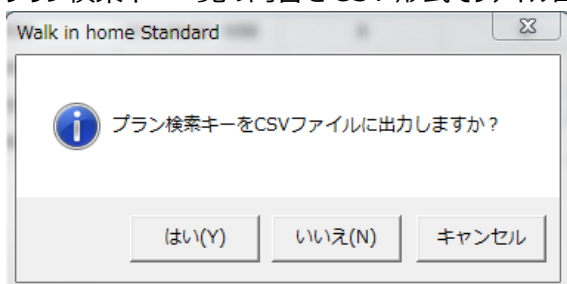 Walk in home Standard
プラン検索キーをCSVファイルに出力しますか？
はい(Y)
いいえ(N)
キャンセル